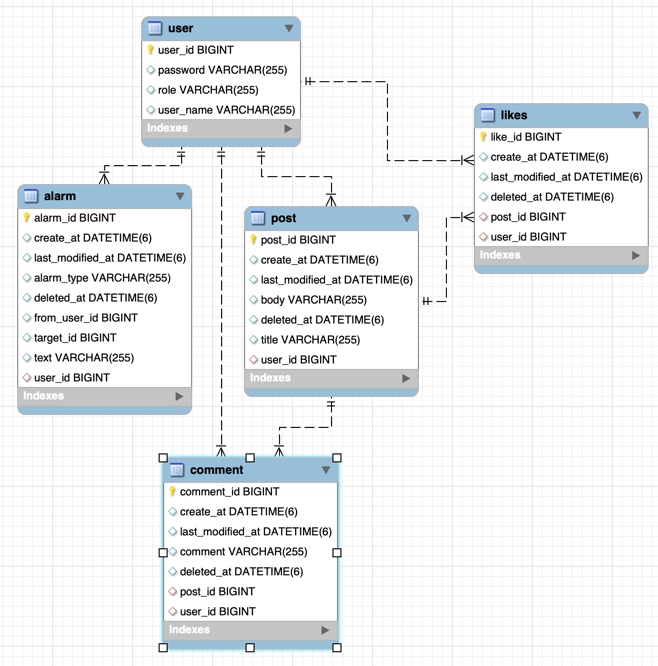 user
user_id BIGINT
password VARCHAR(255)
role VARCHAR(255)
user_name VARCHAR(255)
Indexes
likes
like_id BIGINT
create_at DATETIME(6)
last_modified_at DATETIME(6)
deleted_at DATETIME(6)
post_id BIGINT
user_id BIGINT
Indexes
alarm
alarm_id BIGINT
create_at DATETIME(6)
last_modified_at DATETIME(6)
alarm_type VARCHAR(255)
deleted_at DATETIME(6)
from_user_id BIGINT
target_id BIGINT
text VARCHAR(255)
user_id BIGINT
Indexes
post
post_id BIGINT
create_at DATETIME(6)
last_modified_at DATETIME(6)
body VARCHAR(255)
deleted_at DATETIME(6)
title VARCHAR(255)
user_id BIGINT
Indexes
comment
comment_id BIGINT
create_at DATETIME(6)
last_modified_at DATETIME(6)
comment VARCHAR(255)
deleted_at DATETIME(6)
post_id BIGINT
user_id BIGINT
Indexes